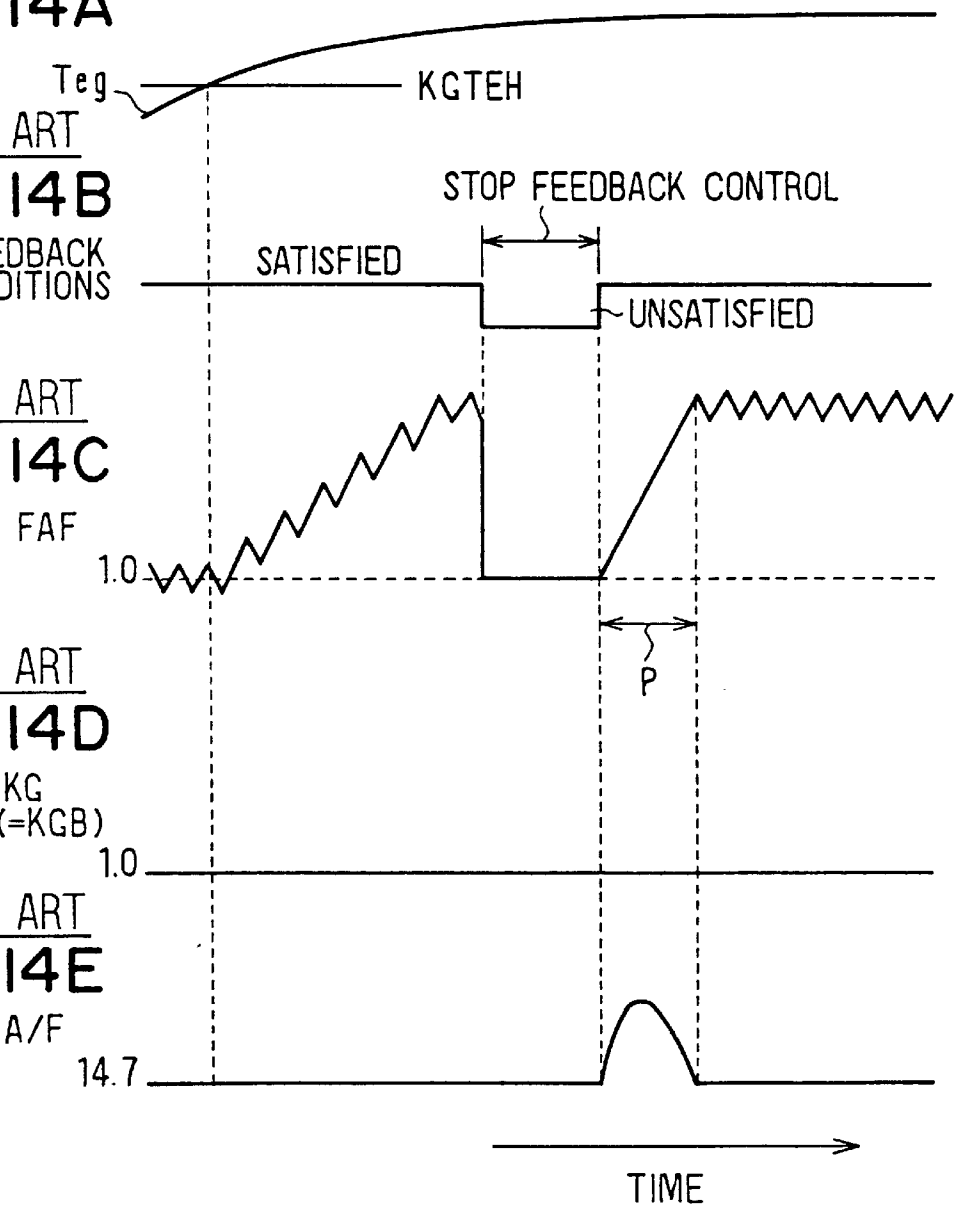 14A
Teg
KGTEH
ART
14B
STOP FEEDBACK CONTROL
EDBACK
DITIONS
SATISFIED
UNSATISFIED
ART
14C
FAF
1.0
P
ART
14D
KG
(=KGB)
1.0
ART
14E
A/F
14.7
TIME